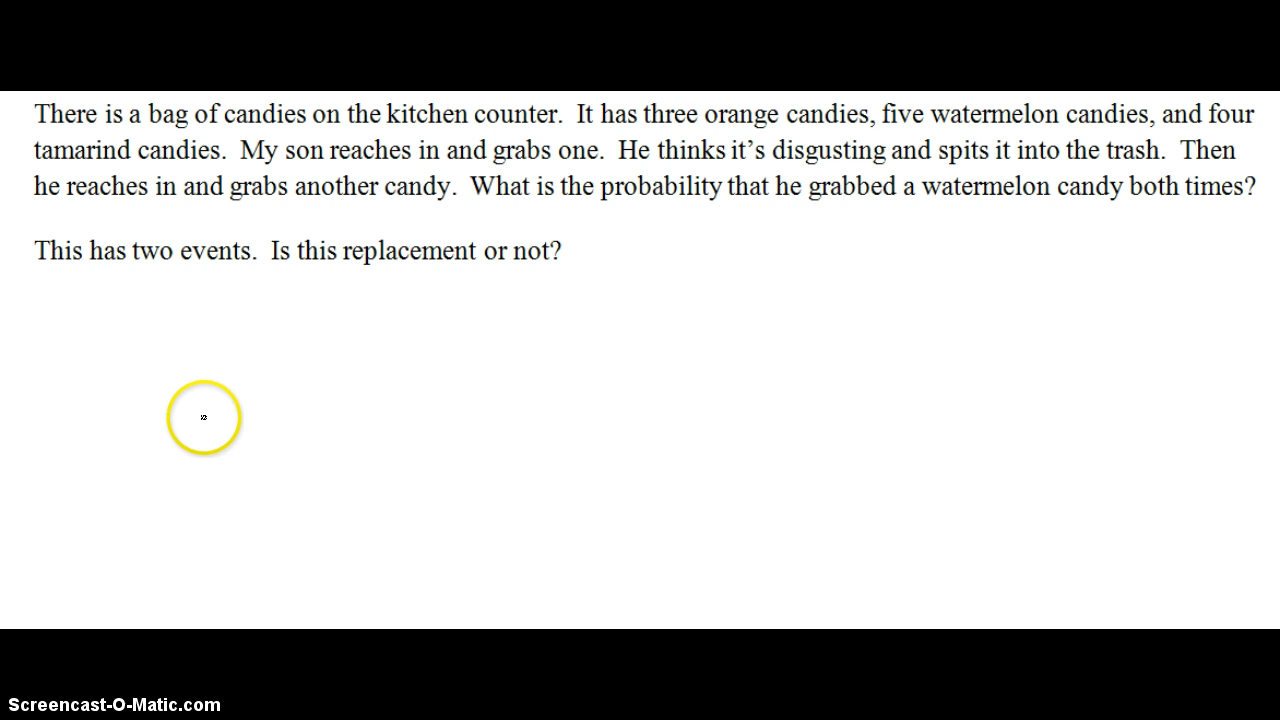 There is a bag of candies on the kitchen counter.  It has three orange candies, five watermelon candies, and four
tamarind candies.  My son reaches in and grabs one.  He thinks it’s disgusting and spits it into the trash.  Then
he reaches in and grabs another candy.  What is the probability that he grabbed a watermelon candy both times?
This has two events.  Is this replacement or not?
Screencast-O-Matic.com